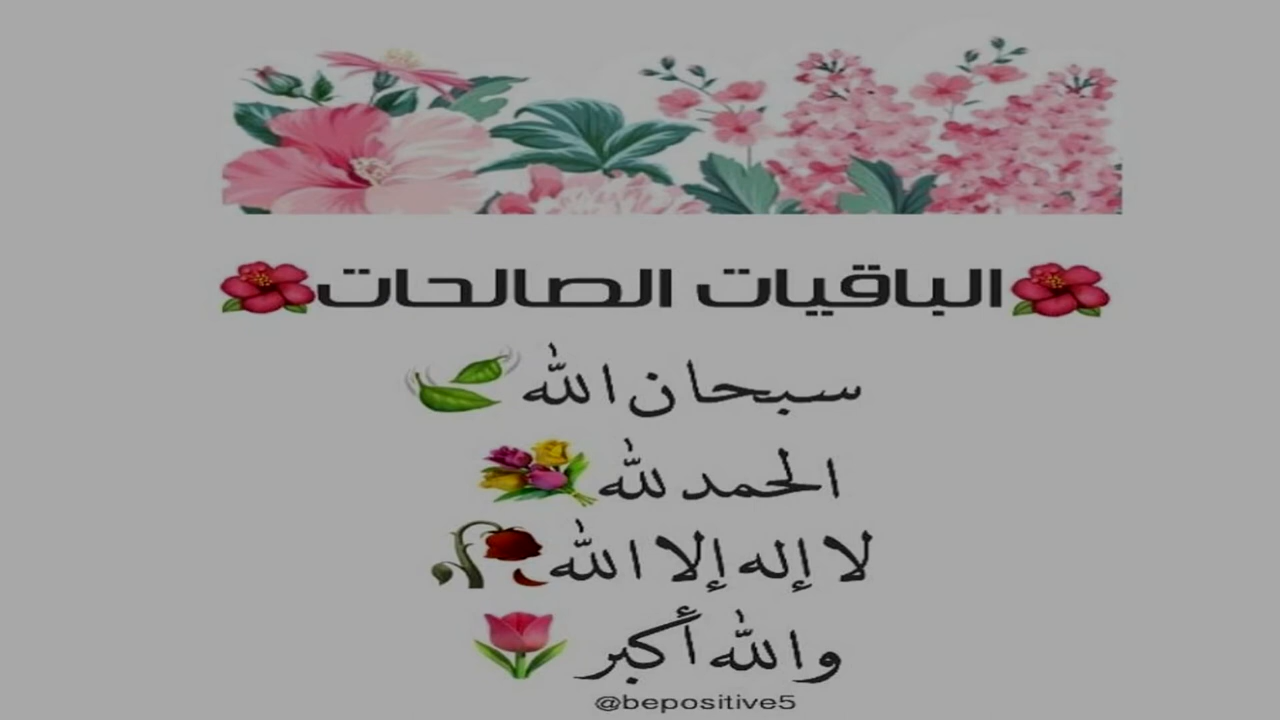 الباقيات الصالحات
سبحان الله
الحمد لله
لا إله إلا الله
والله أكبر
@bepositive5